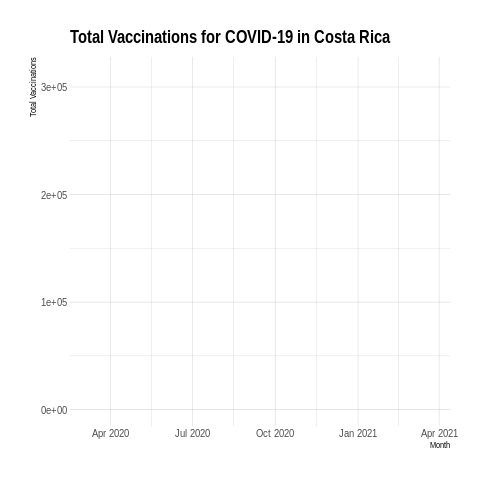 Total Vaccinations for COVID-19 in Costa Rica
Total Vaccinations
3e+05
2e+05
1e+05
0e+00
Apr 2020 Jul 2020 Oct 2020 Jan 2021 Apr 2021
Month